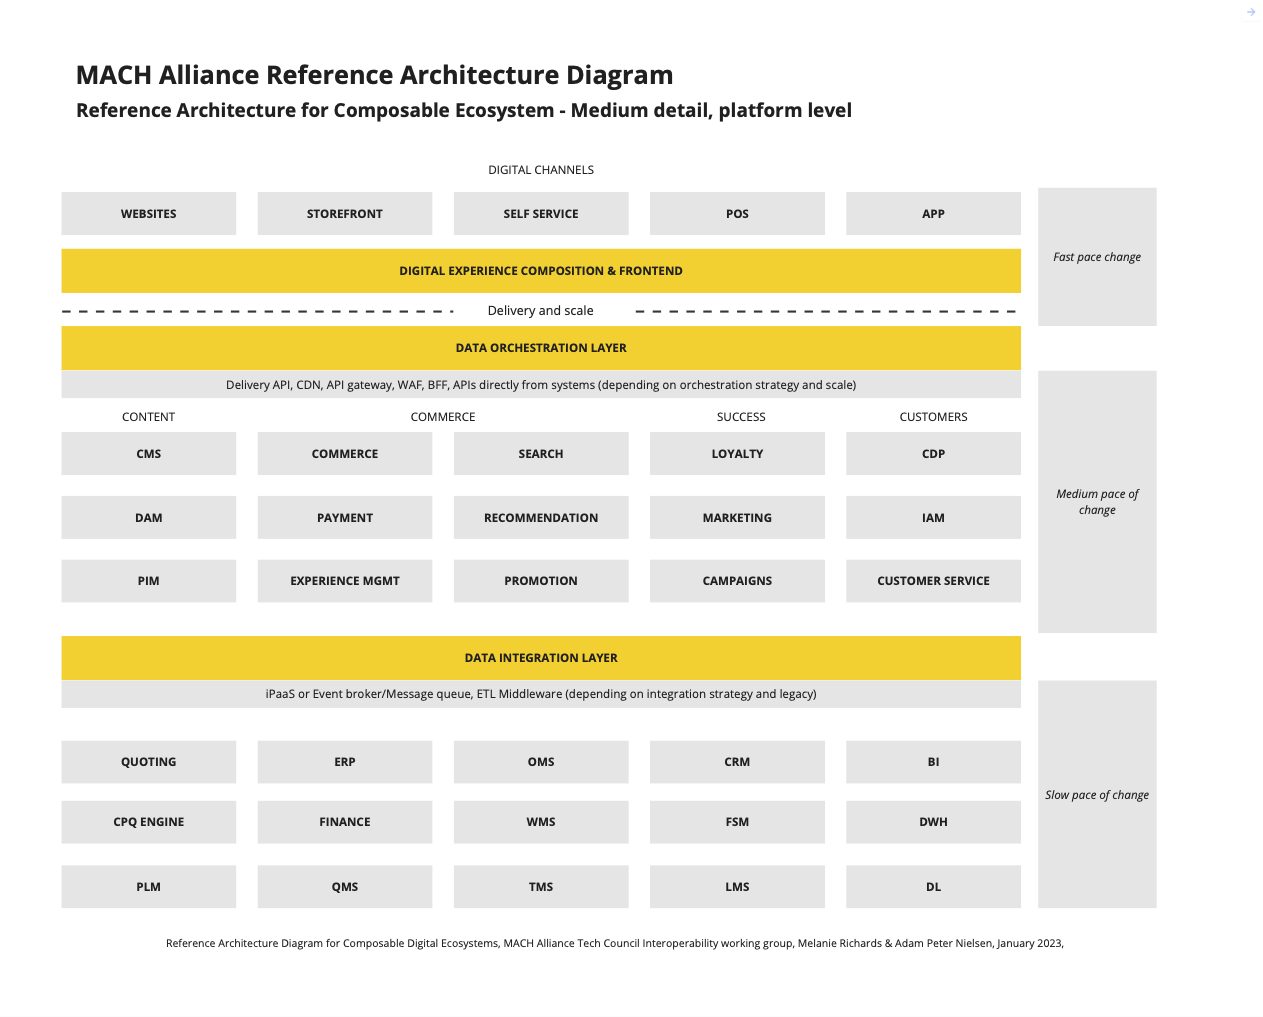 MACH Alliance Reference Architecture Diagram
Reference Architecture for Composable Ecosystem - Medium detail, platform level
DIGITAL CHANNELS
WEBSITES
STOREFRONT
SELF SERVICE
POS
APP
Fast pace change
DIGITAL EXPERIENCE COMPOSITION & FRONTEND
Delivery and scale
DATA ORCHESTRATION LAYER
Delivery API, CDN, API gateway, WAF, BFF, APIs directly from systems (depending on orchestration strategy and scale)
CONTENT
COMMERCE
SUCCESS
CUSTOMERS
CMS
COMMERCE
SEARCH
LOYALTY
CDP
Medium pace of
change
DAM
PAYMENT
RECOMMENDATION
MARKETING
IAM
PIM
EXPERIENCE MGMT
PROMOTION
CAMPAIGNS
CUSTOMER SERVICE
DATA INTEGRATION LAYER
iPaaS or Event broker/Message queue, ETL Middleware (depending on integration strategy and legacy)
QUOTING
ERP
OMS
CRM
BI
Slow pace of change
CPQ ENGINE
FINANCE
WMS
FSM
DWH
PLM
QMS
TMS
LMS
DL
Reference Architecture Diagram for Composable Digital Ecosystems, MACH Alliance Tech Council Interoperability working group, Melanie Richards & Adam Peter Nielsen, January 2023,